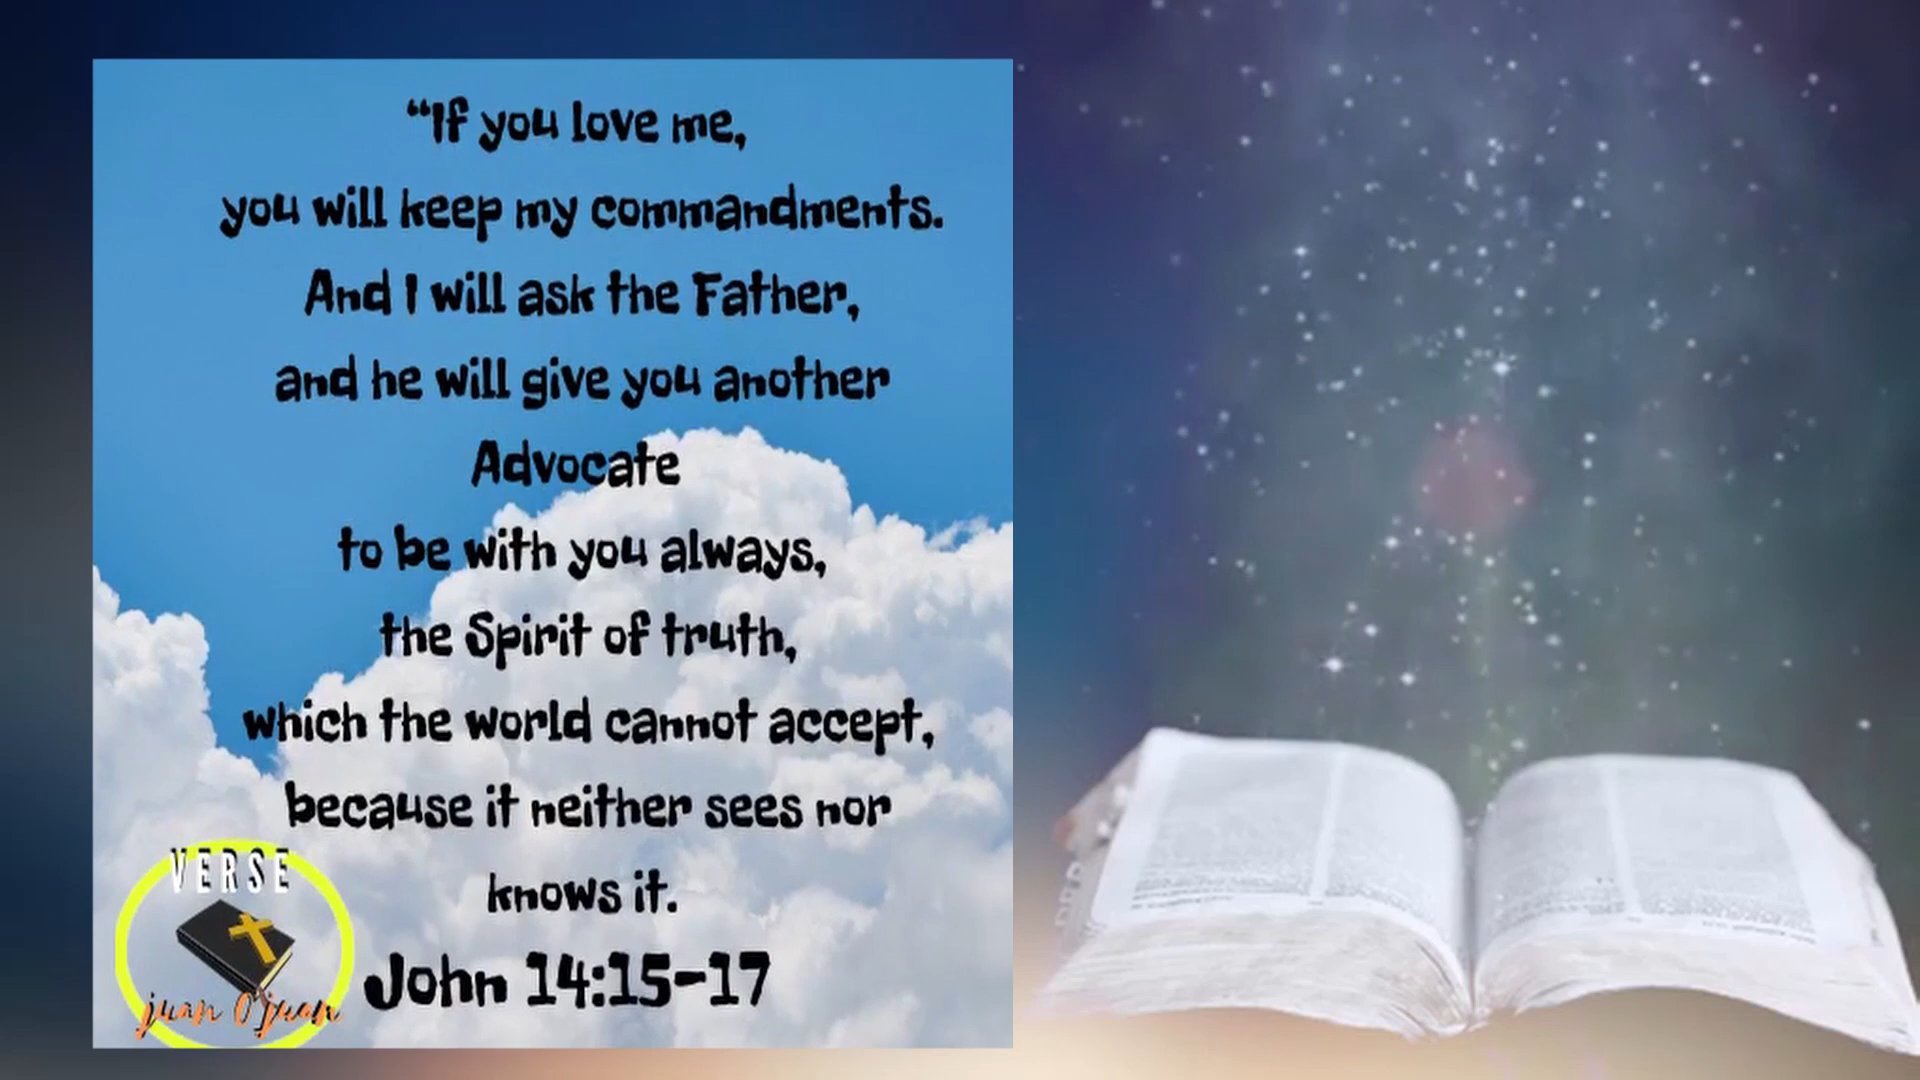 “If you love me,
you will keep my commandments.
And I will ask the Father,
and he will give you another
Advocate
to be with you always,
the Spirit of truth,
which the world cannot accept,
because it neither sees nor
knows it.
John 14:15-17
VERSE
juan O'juan